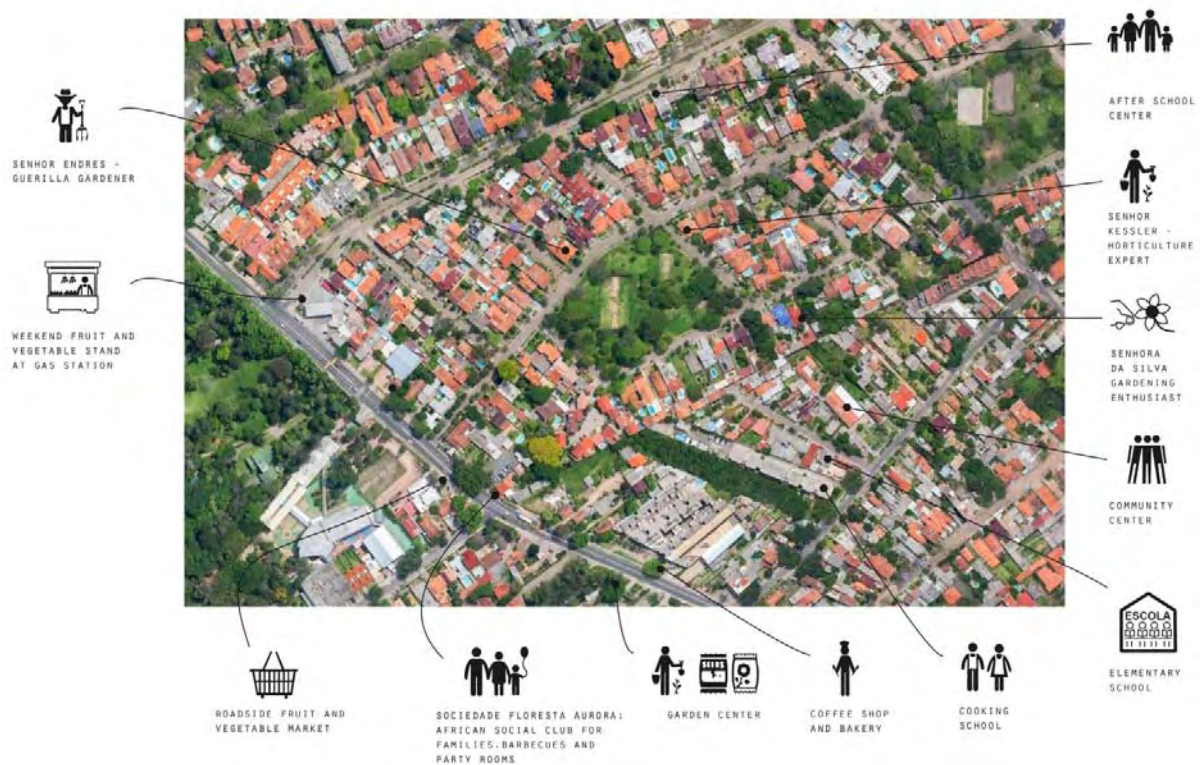 SENHOR ENDRES -
GUERILLA GARDENER
WEEKEND FRUIT AND
VEGETABLE STAND
AT GAS STATION
AFTER SCHOOL
CENTER
SENHOR
KESSLER -
HORTICULTURE
EXPERT
SENHORA
DA SILVA
GARDENING
ENTHUSIAST
COMMUNITY
CENTER
ESCOLA
ELEMENTARY
SCHOOL
ROADSIDE FRUIT AND
VEGETABLE MARKET
SOCIEDADE FLORESTA AURORA:
AFRICAN SOCIAL CLUB FOR
FAMILIES.BARBECUES AND
PARTY ROOMS
GARDEN CENTER
COFFEE SHOP
AND BAKERY
COOKING
SCHOOL